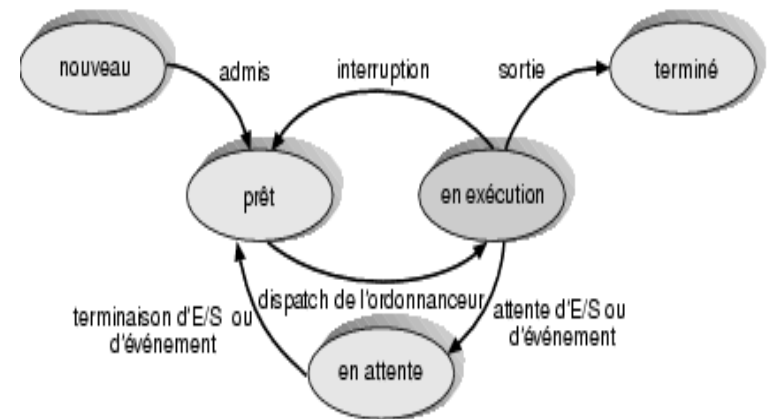 nouveau
admis
interruption
sortie
terminé
prêt
en exécution
dispatch de l'ordonnanceur
terminaison d'E/S ou
d'événement
attente d'E/S ou
d'événement
en attente